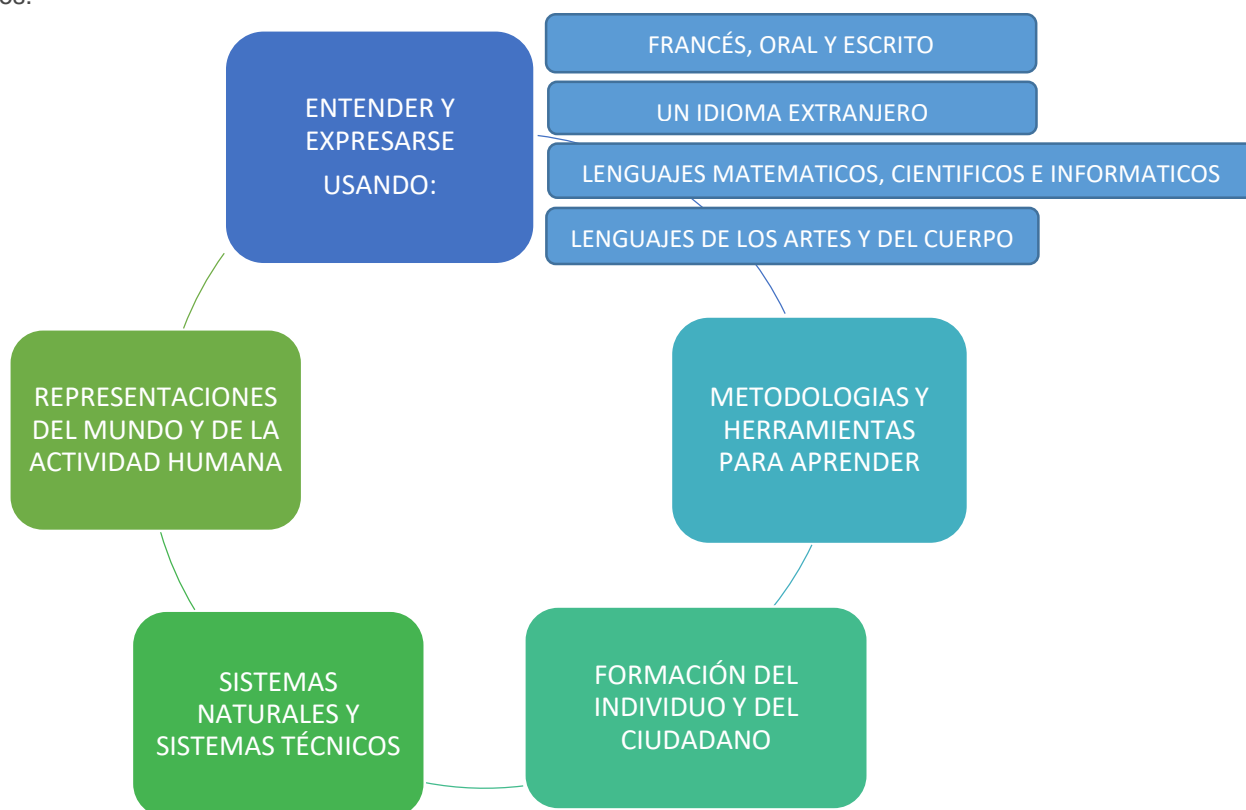 ENTENDER Y
EXPRESARSE
USANDO:
FRANCÉS, ORAL Y ESCRITO
UN IDIOMA EXTRANJERO
LENGUAJES MATEMATICOS, CIENTIFICOS E INFORMATICOS
LENGUAJES DE LOS ARTES Y DEL CUERPO
METODOLOGIAS Y
HERRAMIENTAS
PARA APRENDER
FORMACIÓN DEL
INDIVIDUO Y DEL
CIUDADANO
SISTEMAS
NATURALES Y
SISTEMAS TÉCNICOS
REPRESENTACIONES
DEL MUNDO Y DE LA
ACTIVIDAD HUMANA